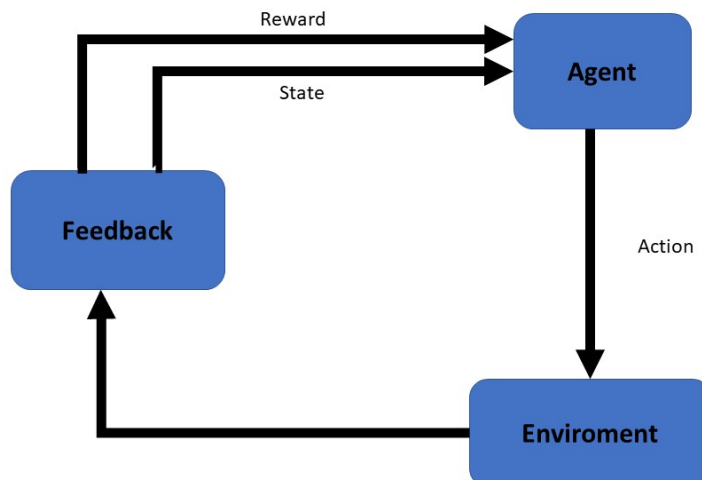 Reward
Agent
State
Feedback
Action
Enviroment